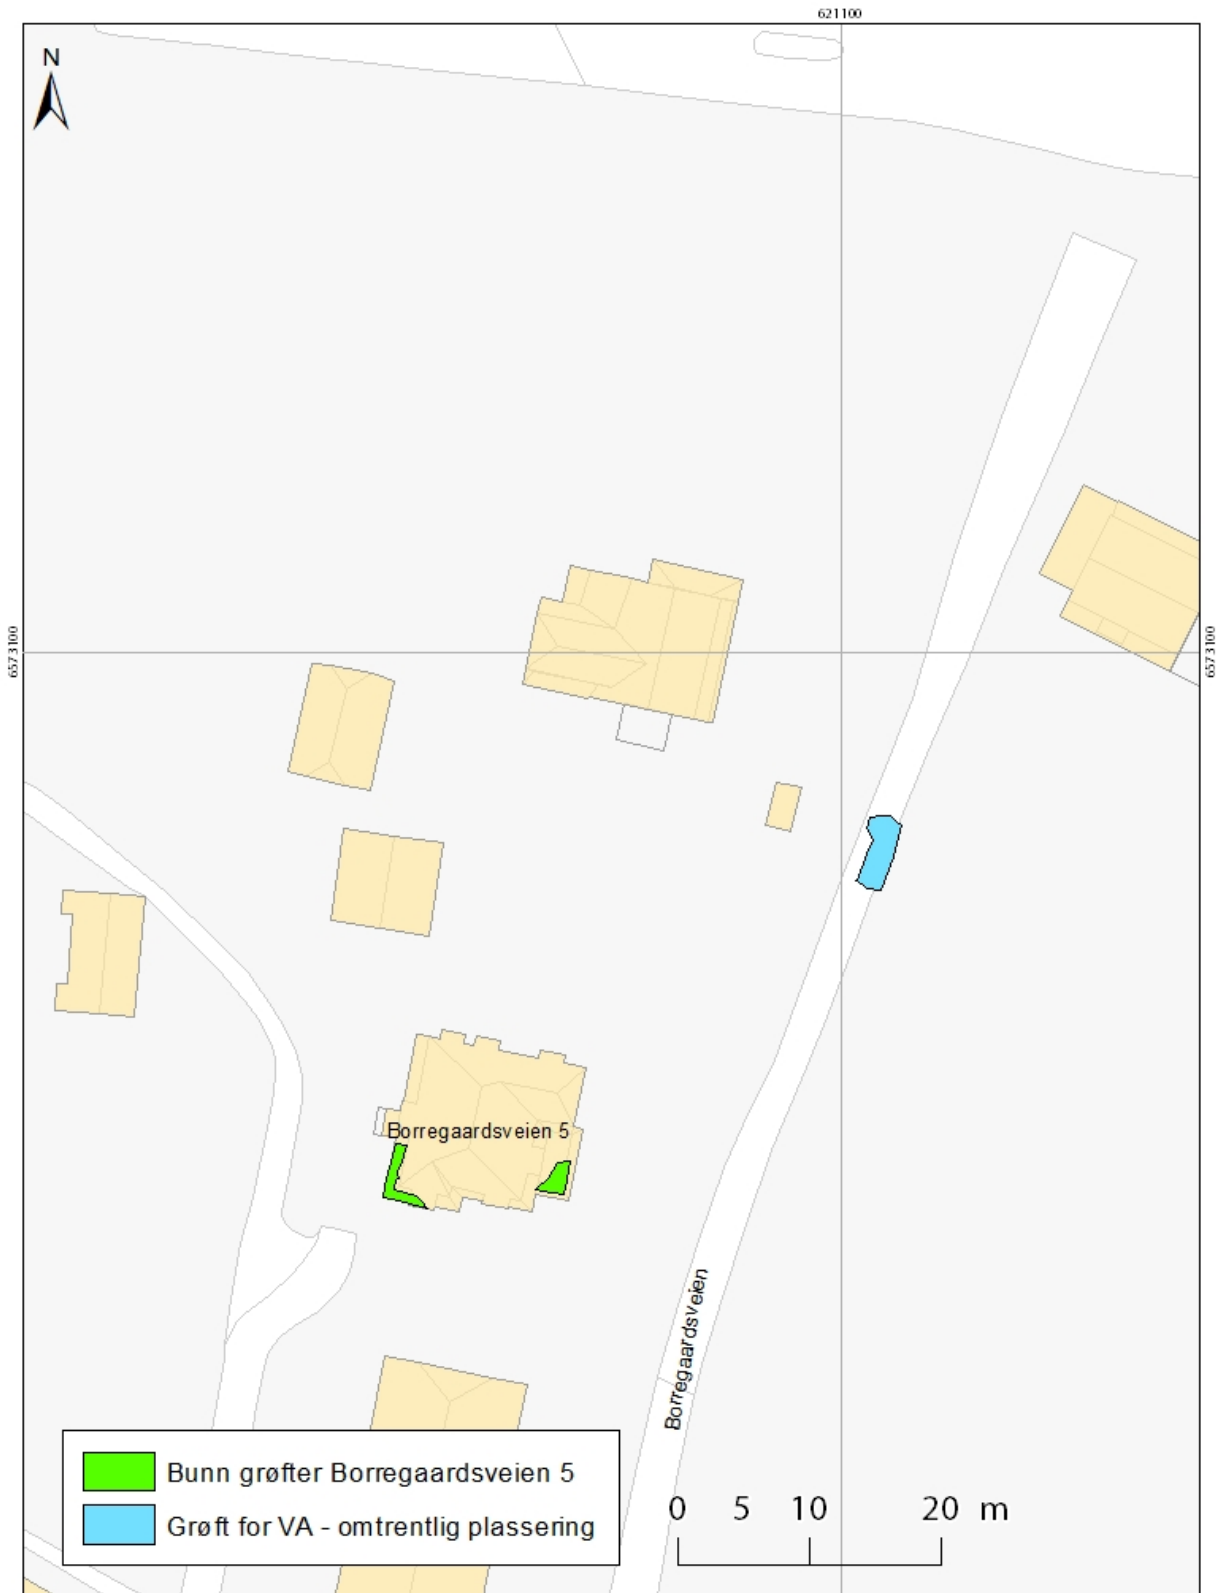 621100
N
6573100
6573100
Borregaardsveien 5
Borregaardsveien
Bunn grøfter Borregaardsveien 5
Grøft for VA - omtrentlig plassering
0 5 10 20 m